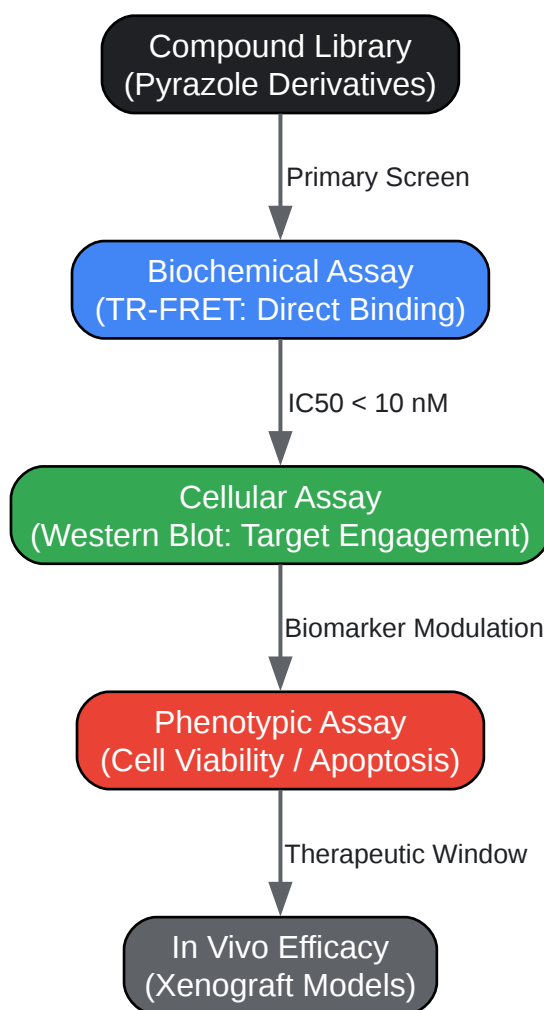 Compound Library
(Pyrazole Derivatives)
Primary Screen
Biochemical Assay
(TR-FRET: Direct Binding)
IC50 < 10 nM
Cellular Assay
(Western Blot: Target Engagement)
Biomarker Modulation
Phenotypic Assay
(Cell Viability / Apoptosis)
Therapeutic Window
In Vivo Efficacy
(Xenograft Models)